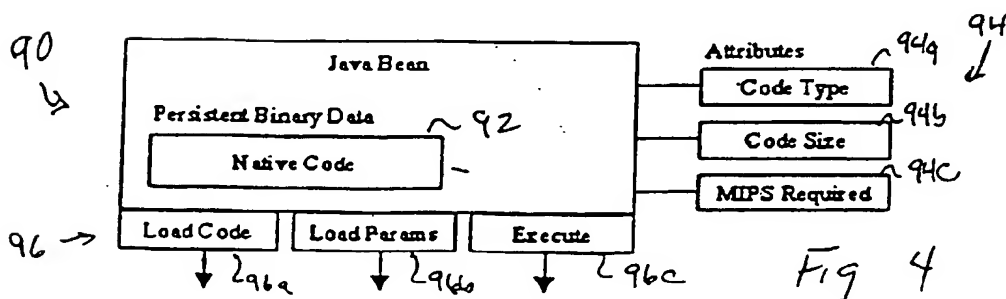 90
Java Bean
Persistent Binary Data
92
Native Code
Attributes
94
94a
Code Type
94b
Code Size
94c
MIPS Required
96
Load Code
Load Params
Execute
96a
96b
96c
Fig 4